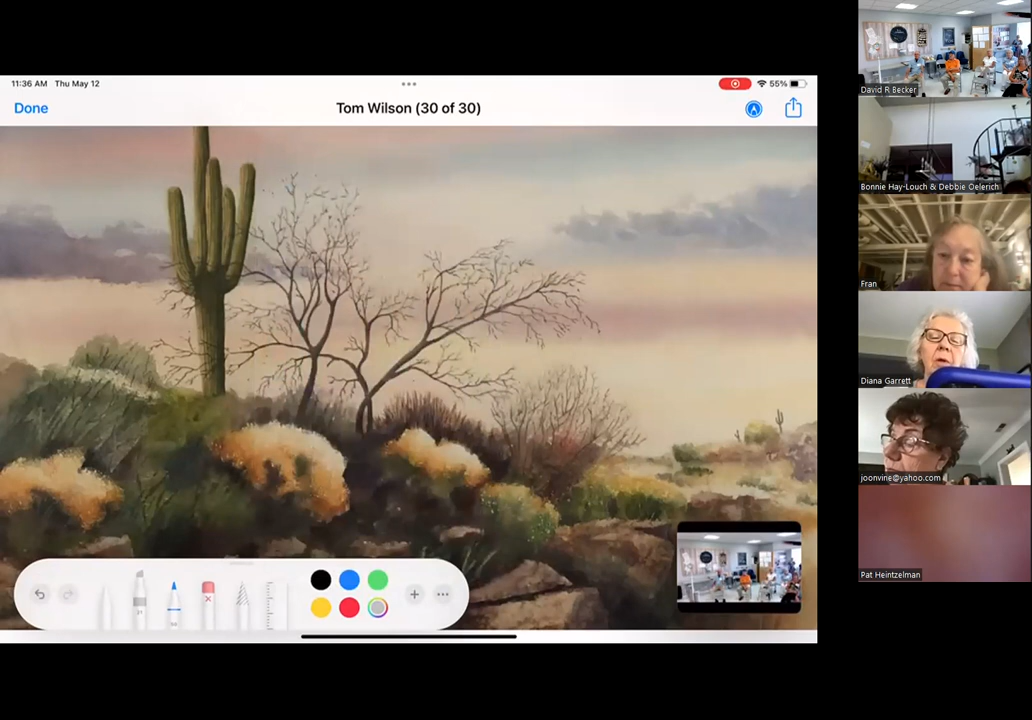 11:36 AM Thu May 12
55%
Done
Tom Wilson (30 of 30)
David R Becker
Bonnie Hay-Louch & Debbie Oelerich
Fran
Diana Garrett
joonvine@yahoo.com
Pat Heintzelman